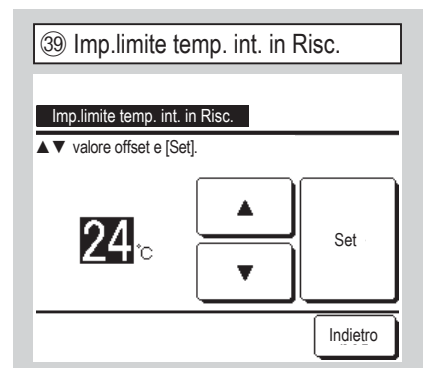 ㊴ Imp.limite temp. int. in Risc.
Imp.limite temp. int. in Risc.
▲▼ valore offset e [Set].
24°C
▲
Set
▼
Indietro